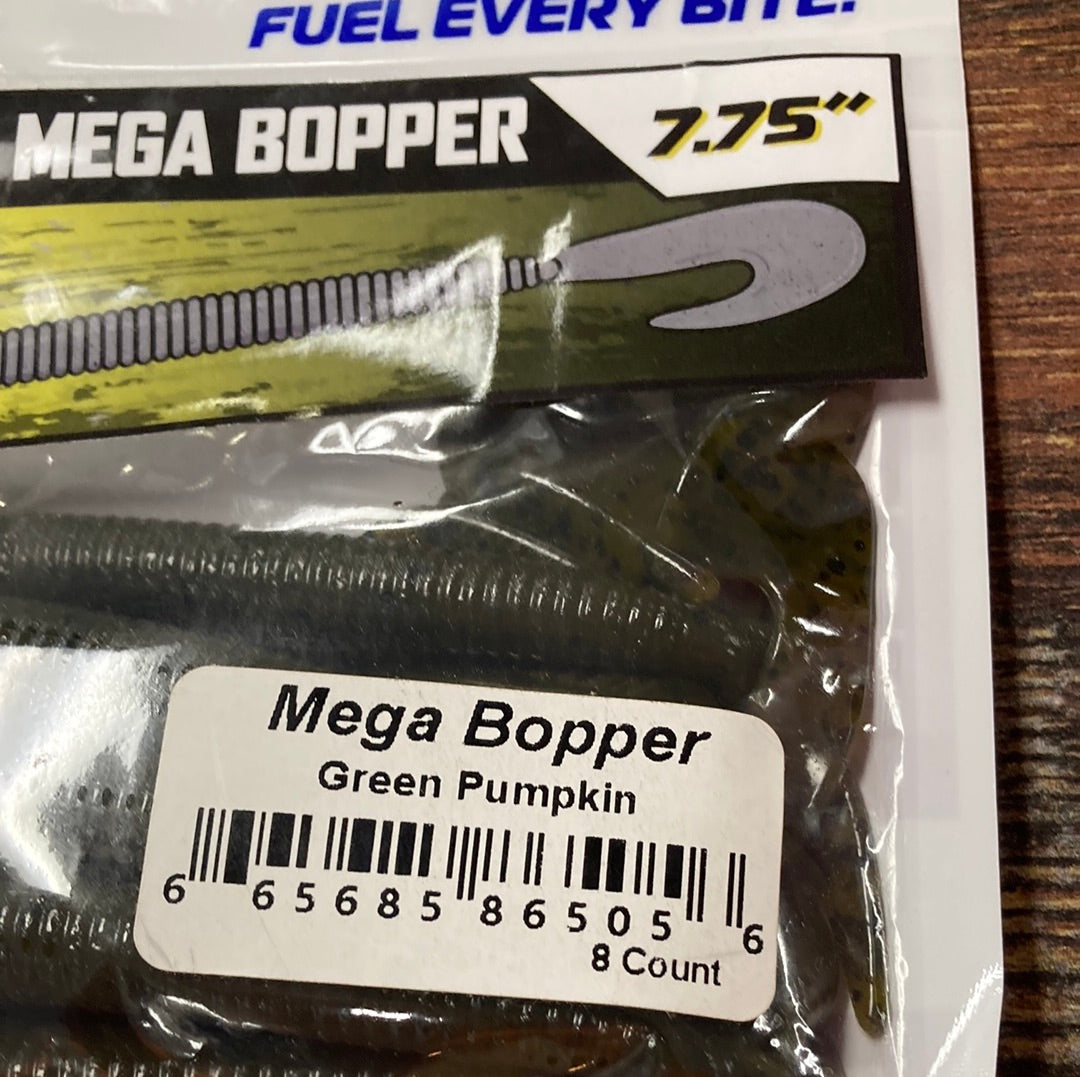 FUEL EVERY BITE!
MEGA BOPPER 7.75"
Mega Bopper
Green Pumpkin
6 65685 86505 6
8 Count